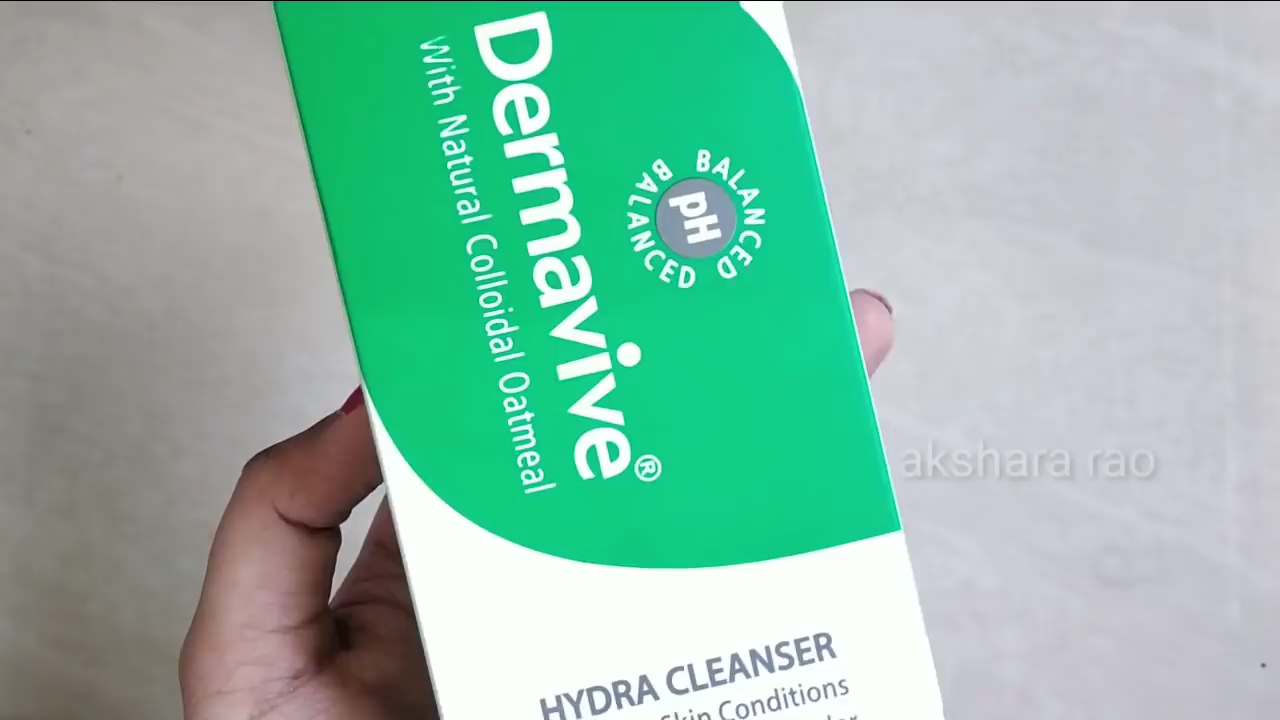 Dermavive®
With Natural Colloidal Oatmeal
BALANCED
pH
BALANCED
HYDRA CLEANSER
Skin Conditions
akshara rao